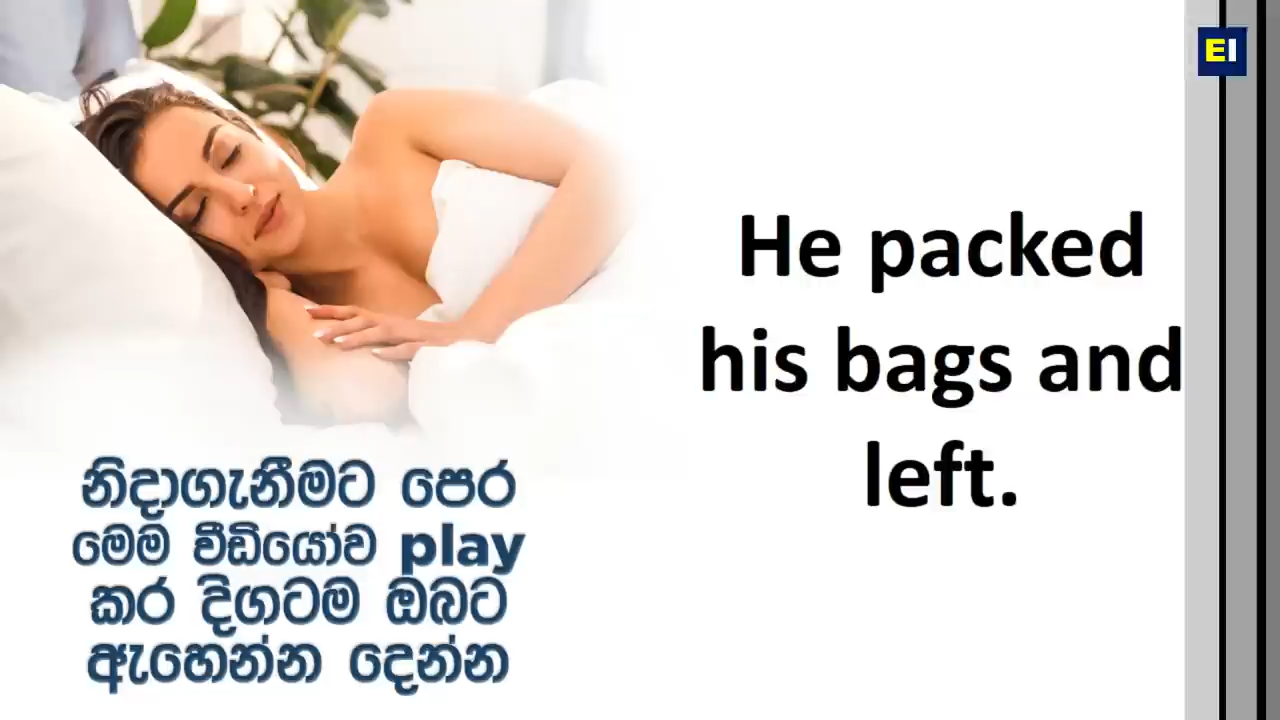 EI
He packed
his bags and
left.
නිදාගැනීමට පෙර
මෙම වීඩියෝව play
කර දිගටම ඔබට
ඇහෙන්න දෙන්න